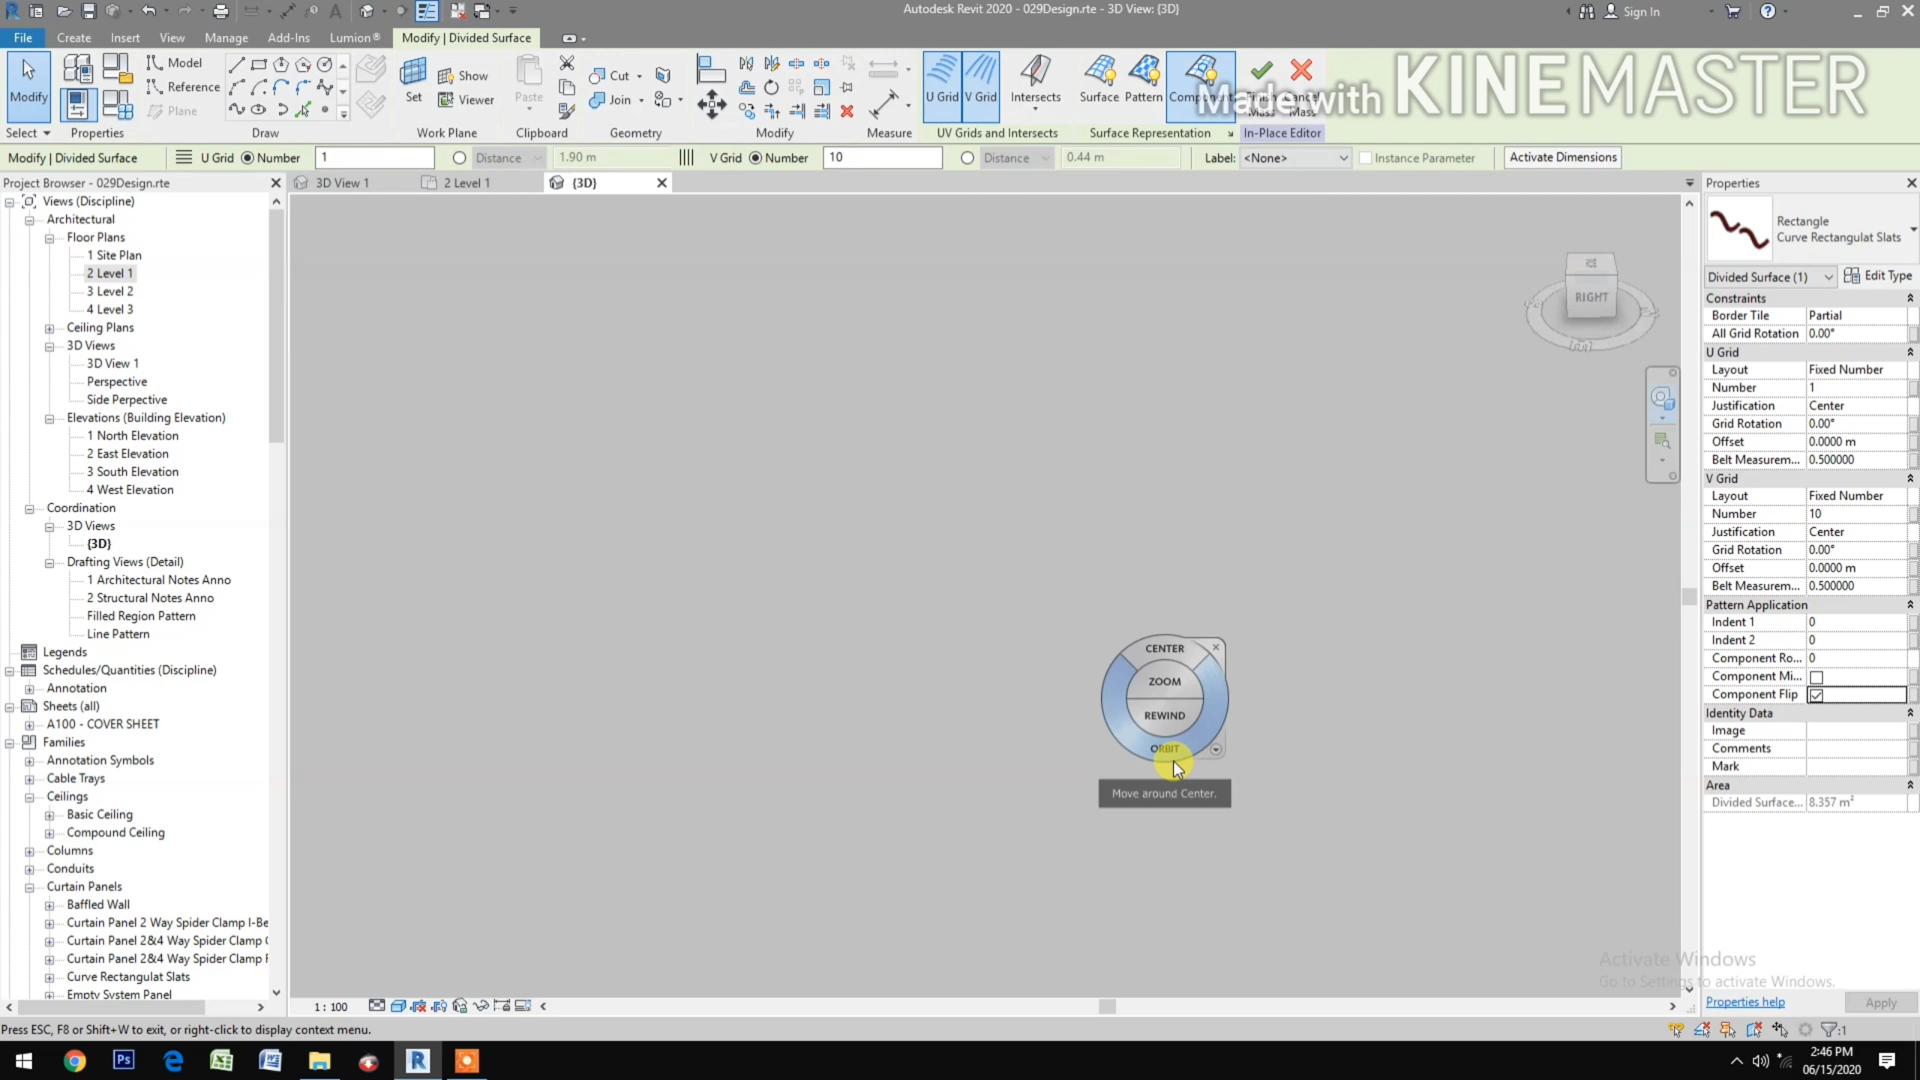 Autodesk Revit 2020 - 029Design.rte - 3D View: {3D}
Sign In
File
Create
Insert
View
Manage
Add-Ins
Lumion®
Modify | Divided Surface
Modify
Model
Reference
Plane
Set
Show
Viewer
Paste
Cut
Join
U Grid
V Grid
Intersects
Surface
Pattern
Component
Made with KINEMASTER
Select
Properties
Draw
Work Plane
Clipboard
Geometry
Modify
Measure
UV Grids and Intersects
Surface Representation
In-Place Editor
Modify | Divided Surface
U Grid
Number
1
Distance
1.90 m
V Grid
Number
10
Distance
0.44 m
Label:
<None>
Instance Parameter
Activate Dimensions
Project Browser - 029Design.rte
3D View 1
2 Level 1
{3D}
Views (Discipline)
Architectural
Floor Plans
1 Site Plan
2 Level 1
3 Level 2
4 Level 3
Ceiling Plans
3D Views
3D View 1
Perspective
Side Perpective
Elevations (Building Elevation)
1 North Elevation
2 East Elevation
3 South Elevation
4 West Elevation
Coordination
3D Views
{3D}
Drafting Views (Detail)
1 Architectural Notes Anno
2 Structural Notes Anno
Filled Region Pattern
Line Pattern
Legends
Schedules/Quantities (Discipline)
Annotation
Sheets (all)
A100 - COVER SHEET
Families
Annotation Symbols
Cable Trays
Ceilings
Basic Ceiling
Compound Ceiling
Columns
Conduits
Curtain Panels
Baffled Wall
Curtain Panel 2 Way Spider Clamp I-Be
Curtain Panel 2&4 Way Spider Clamp
Curtain Panel 2&4 Way Spider Clamp F
Curve Rectangulat Slats
Empty System Panel
RIGHT
CENTER
ZOOM
REWIND
ORBIT
Move around Center.
Properties
Rectangle
Curve Rectangulat Slats
Divided Surface (1)
Edit Type
Constraints
Border Tile Partial
All Grid Rotation 0.00°
U Grid
Layout Fixed Number
Number 1
Justification Center
Grid Rotation 0.00°
Offset 0.0000 m
Belt Measurem... 0.500000
V Grid
Layout Fixed Number
Number 10
Justification Center
Grid Rotation 0.00°
Offset 0.0000 m
Belt Measurem... 0.500000
Pattern Application
Indent 1 0
Indent 2 0
Component Ro... 0
Component Mi...
Component Flip
Identity Data
Image
Comments
Mark
Area
Divided Surface... 8.357 m²
Activate Windows
Go to Settings to activate Windows.
Properties help
Apply
1 : 100
Press ESC, F8 or Shift+W to exit, or right-click to display context menu.
:1
2:46 PM
06/15/2020